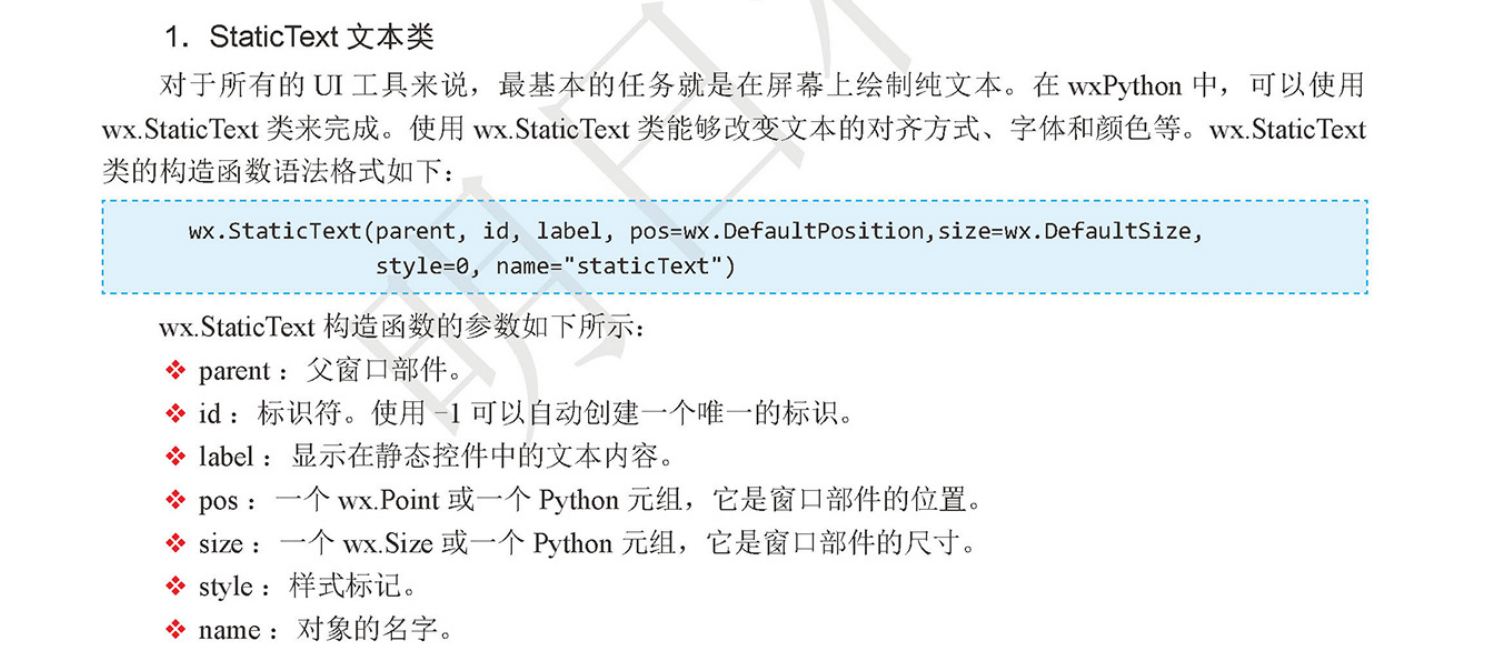 1. StaticText 文本类
对于所有的 UI 工具来说，最基本的任务就是在屏幕上绘制纯文本。在 wxPython 中，可以使用
wx.StaticText 类来完成。使用 wx.StaticText 类能够改变文本的对齐方式、字体和颜色等。wx.StaticText
类的构造函数语法格式如下：
wx.StaticText(parent, id, label, pos=wx.DefaultPosition,size=wx.DefaultSize,
style=0, name="staticText")
wx.StaticText 构造函数的参数如下所示：
❖ parent：父窗口部件。
❖ id：标识符。使用 -1 可以自动创建一个唯一的标识。
❖ label：显示在静态控件中的文本内容。
❖ pos：一个 wx.Point 或一个 Python 元组，它是窗口部件的位置。
❖ size：一个 wx.Size 或一个 Python 元组，它是窗口部件的尺寸。
❖ style：样式标记。
❖ name：对象的名字。
明日